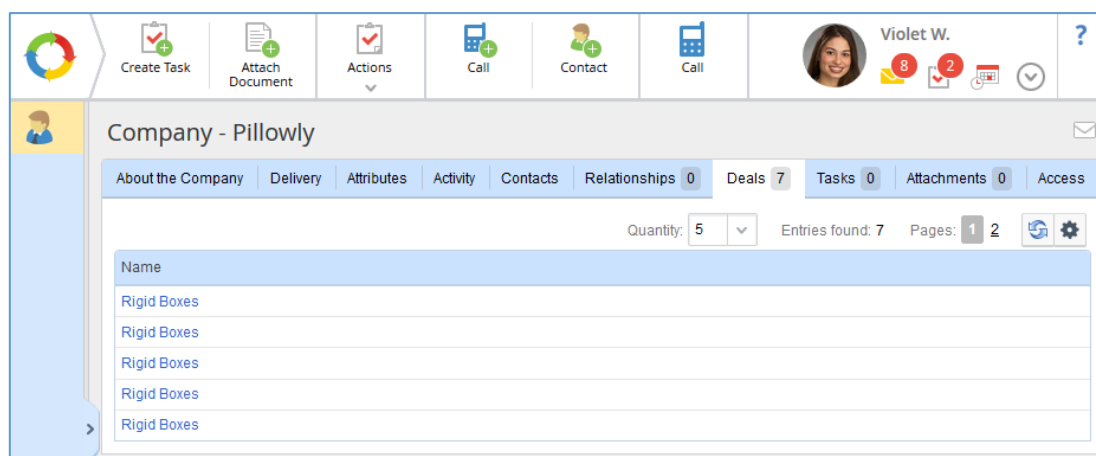 Violet W.
?
8
2
Create Task
Attach
Document
Actions
Call
Contact
Call
Company - Pillowly
About the Company Delivery Attributes Activity Contacts Relationships 0 Deals 7 Tasks 0 Attachments 0 Access
Quantity: 5 Entries found: 7 Pages: 1 2
Name
Rigid Boxes
Rigid Boxes
Rigid Boxes
Rigid Boxes
Rigid Boxes